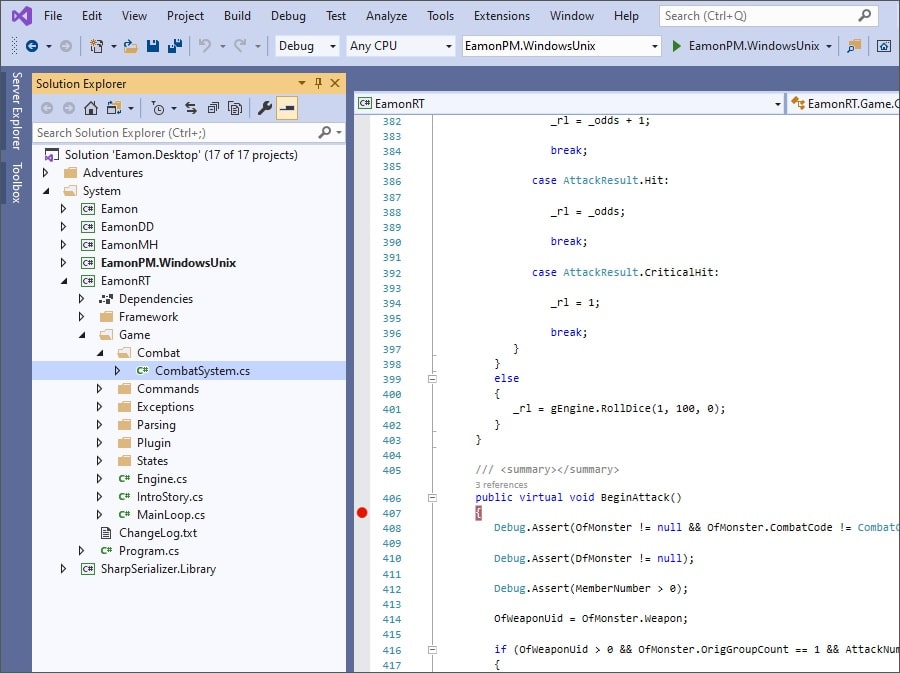 File Edit View Project Build Debug Test Analyze Tools Extensions Window Help Search (Ctrl+Q)
Debug Any CPU EamonPM.WindowsUnix EamonPM.WindowsUnix
Server Explorer
Toolbox
Solution Explorer
Search Solution Explorer (Ctrl+;)
Solution 'Eamon.Desktop' (17 of 17 projects)
Adventures
System
C# Eamon
C# EamonDD
C# EamonMH
C# EamonPM.WindowsUnix
C# EamonRT
Dependencies
Framework
Game
Combat
C# CombatSystem.cs
Commands
Exceptions
Parsing
Plugin
States
C# Engine.cs
C# IntroStory.cs
C# MainLoop.cs
ChangeLog.txt
C# Program.cs
C# SharpSerializer.Library
C# EamonRT EamonRT.Game.C
382 _rl = _odds + 1;
383
384 break;
385
386 case AttackResult.Hit:
387
388 _rl = _odds;
389
390 break;
391
392 case AttackResult.CriticalHit:
393
394 _rl = 1;
395
396 break;
397 }
398 }
399 else
400 {
401 _rl = gEngine.RollDice(1, 100, 0);
402 }
403 }
404
405 /// <summary></summary>
3 references
406 public virtual void BeginAttack()
407 {
408 Debug.Assert(OfMonster != null && OfMonster.CombatCode != CombatC
409
410 Debug.Assert(DfMonster != null);
411
412 Debug.Assert(MemberNumber > 0);
413
414 OfWeaponUid = OfMonster.Weapon;
415
416 if (OfWeaponUid > 0 && OfMonster.OrigGroupCount == 1 && AttackNum
417 {